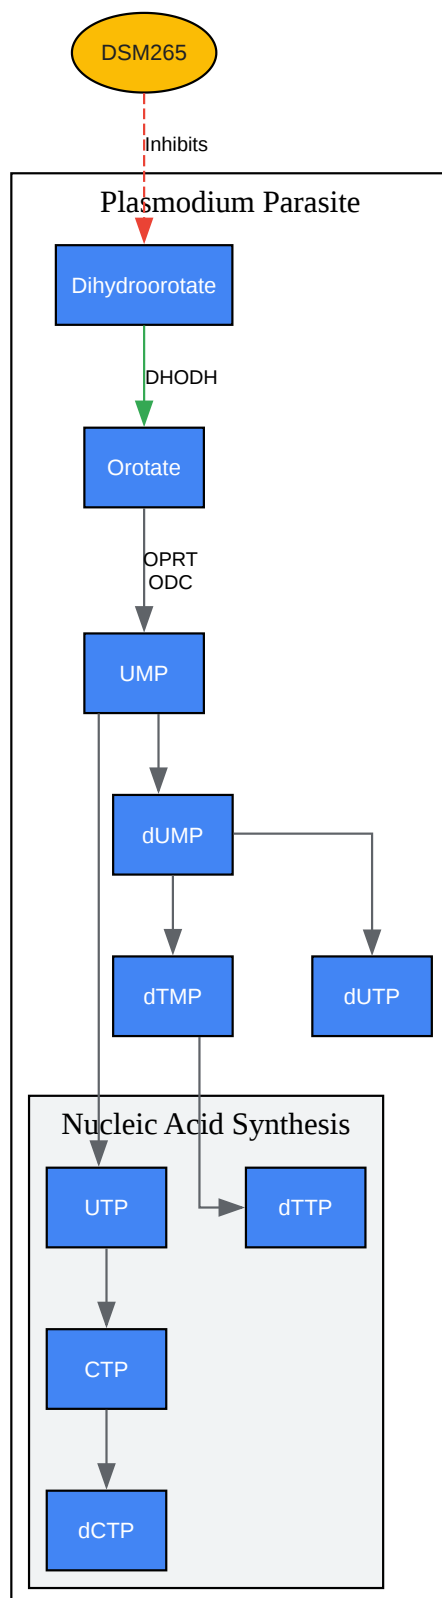 DSM265
Inhibits
Plasmodium Parasite
Dihydroorotate
DHODH
Orotate
OPRT
ODC
UMP
dUMP
dTMP
dUTP
Nucleic Acid Synthesis
UTP
dTTP
CTP
dCTP